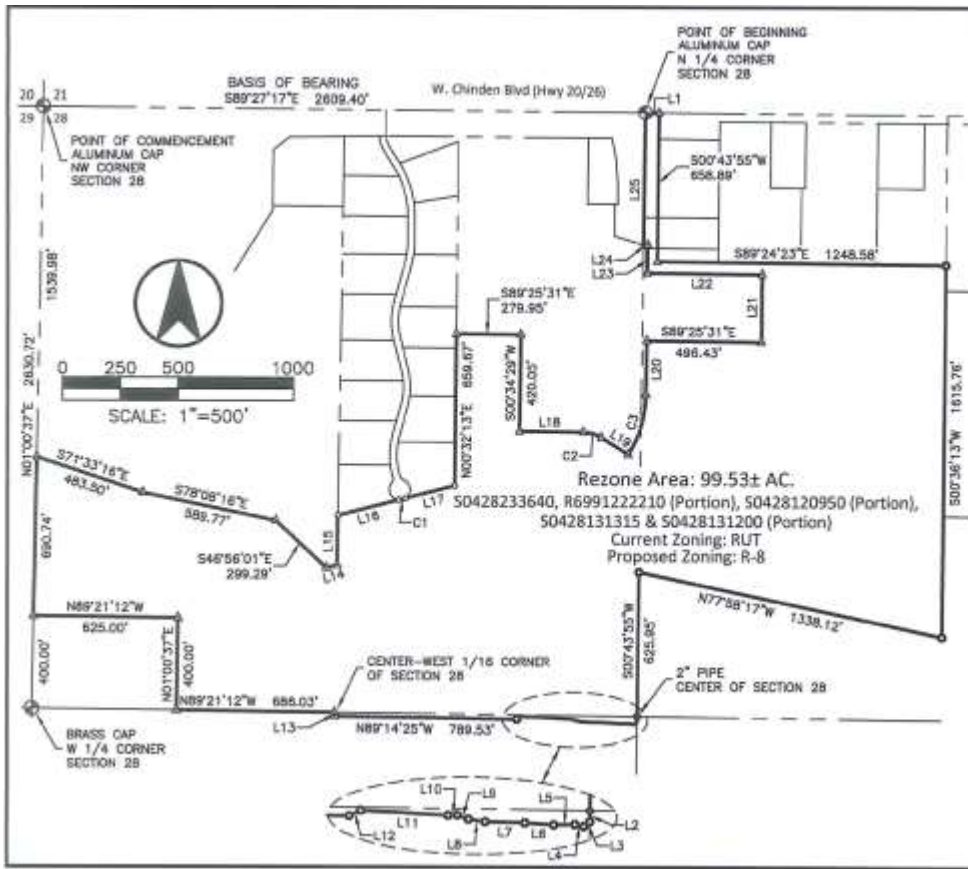 POINT OF BEGINNING
ALUMINUM CAP
N 1/4 CORNER
SECTION 28
BASIS OF BEARING
S89°27'17"E 2609.40'
W. Chinden Blvd (Hwy 20/26)
L1
20 21
29 28
POINT OF COMMENCEMENT
ALUMINUM CAP
NW CORNER
SECTION 28
L25
S00°43'55"W
658.89'
L24
L23
S89°24'23"E 1248.58'
L22
L21
1539.98'
2630.72'
N01°00'37"E
0 250 500 1000
SCALE: 1"=500'
S89°25'31"E
279.95'
S89°25'31"E
496.43'
L20
N00°32'13"E 659.67'
S00°34'29"W
420.05'
L18
C2
L19
C3
S00°36'13"W 1615.76'
S71°33'16"E
483.50'
S78°08'16"E
589.77'
S46°56'01"E
299.29'
L14
L15
L16
L17
C1
Rezone Area: 99.53± AC.
S0428233640, R6991222210 (Portion), S0428120950 (Portion),
S0428131315 & S0428131200 (Portion)
Current Zoning: RUT
Proposed Zoning: R-8
690.74'
N89°21'12"W
625.00'
400.00'
N01°00'37"E
400.00'
N77°58'17"W 1338.12'
S00°43'55"W
625.95'
CENTER-WEST 1/16 CORNER
OF SECTION 28
2" PIPE
CENTER OF SECTION 28
N89°21'12"W 686.03'
L13
N89°14'25"W 789.53'
BRASS CAP
W 1/4 CORNER
SECTION 28
L10
L9
L5
L12
L11
L8
L7
L6
L4
L3
L2